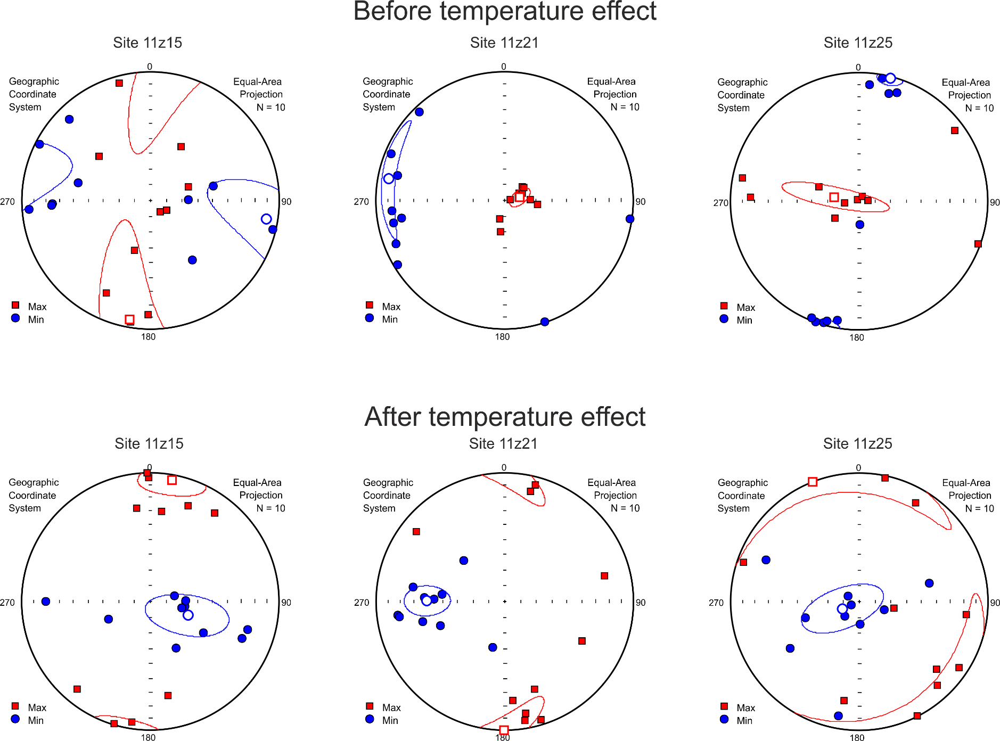 Before temperature effect
Site 11z15
Site 11z21
Site 11z25
0
Geographic
Coordinate
System
Equal-Area
Projection
N = 10
270
90
Max
Min
180
0
Geographic
Coordinate
System
Equal-Area
Projection
N = 10
270
90
Max
Min
180
0
Geographic
Coordinate
System
Equal-Area
Projection
N = 10
270
90
Max
Min
180
After temperature effect
Site 11z15
Site 11z21
Site 11z25
0
Geographic
Coordinate
System
Equal-Area
Projection
N = 10
270
90
Max
Min
180
0
Geographic
Coordinate
System
Equal-Area
Projection
N = 10
270
90
Max
Min
180
0
Geographic
Coordinate
System
Equal-Area
Projection
N = 10
270
90
Max
Min
180